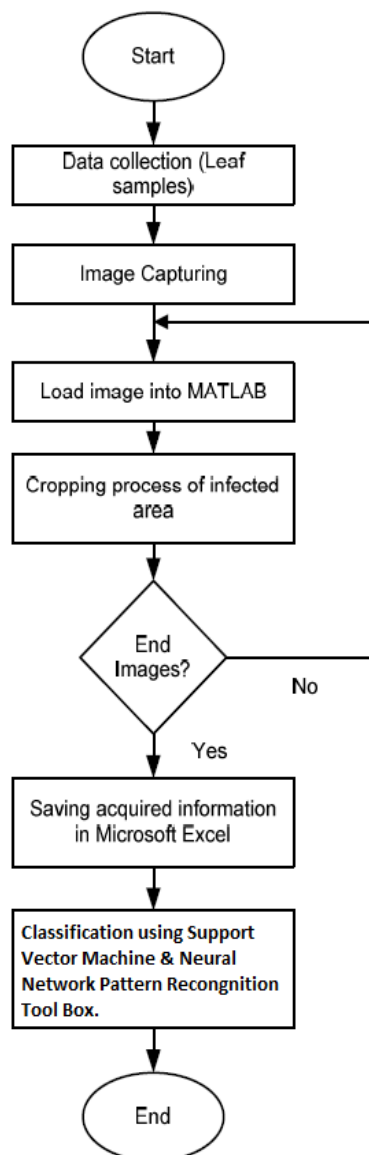 Start
Data collection (Leaf
samples)
Image Capturing
Load image into MATLAB
Cropping process of infected
area
End
Images?
No
Yes
Saving acquired information
in Microsoft Excel
Classification using Support
Vector Machine & Neural
Network Pattern Recongnition
Tool Box.
End